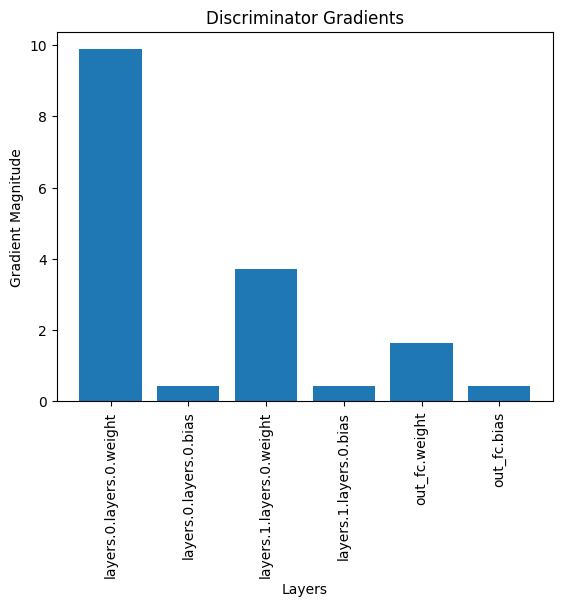 Discriminator Gradients
Gradient Magnitude
10
8
6
4
2
0
layers.0.layers.0.weight
layers.0.layers.0.bias
layers.1.layers.0.weight
layers.1.layers.0.bias
out_fc.weight
out_fc.bias
Layers